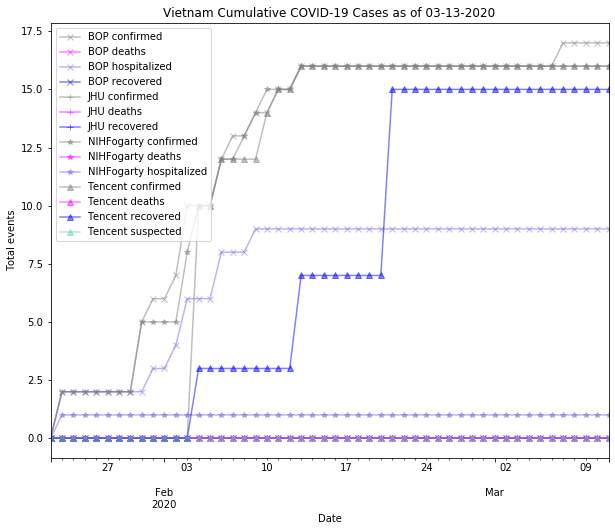 Vietnam Cumulative COVID-19 Cases as of 03-13-2020
17.5
15.0
12.5
10.0
7.5
5.0
2.5
0.0
Total events
BOP confirmed
BOP deaths
BOP hospitalized
BOP recovered
JHU confirmed
JHU deaths
JHU recovered
NIHFogarty confirmed
NIHFogarty deaths
NIHFogarty hospitalized
Tencent confirmed
Tencent deaths
Tencent recovered
Tencent suspected
27 03 10 17 24 02 09
Feb Mar
2020
Date